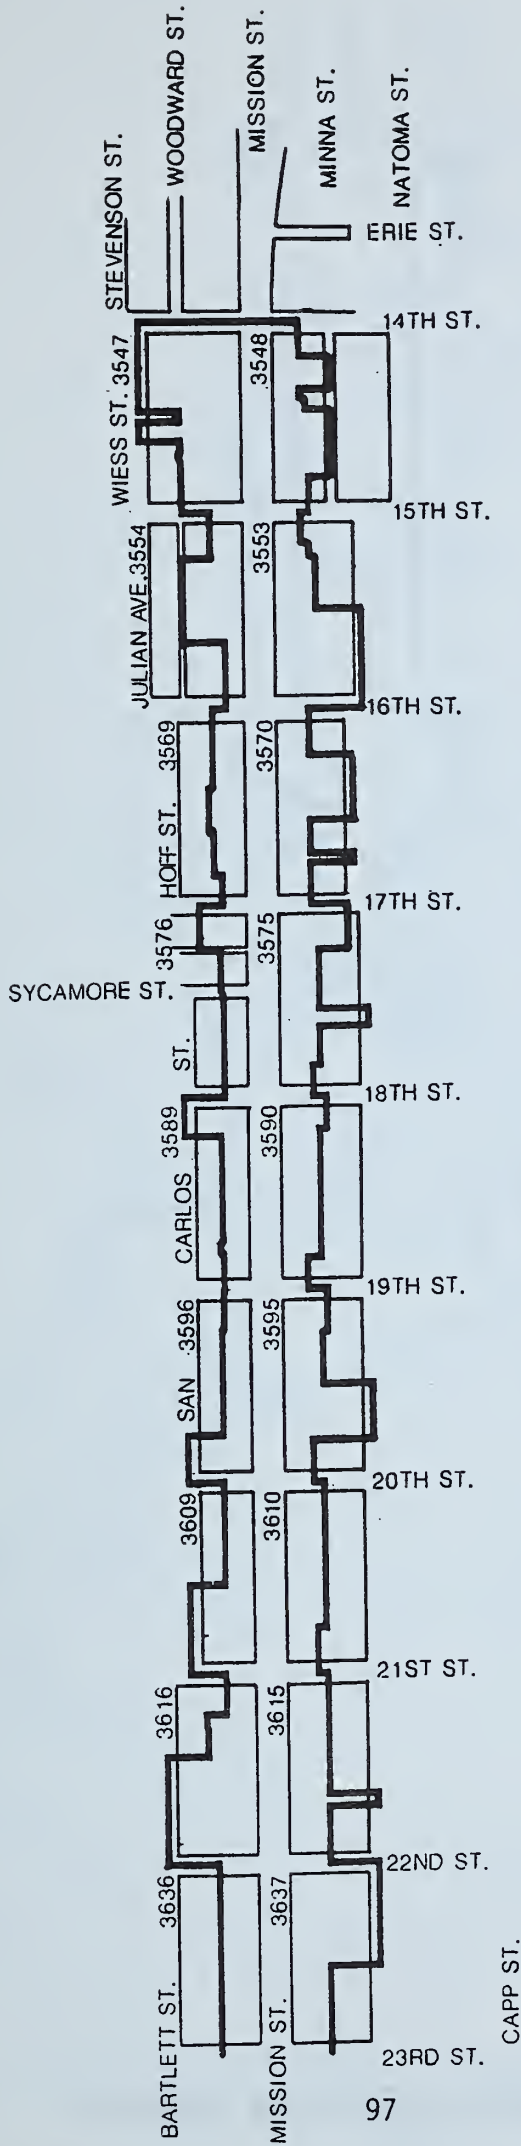 STEVENSON ST.
WOODWARD ST.
MISSION ST.
MINNA ST.
NATOMA ST.
ERIE ST.
14TH ST.
WIESS ST. 3547
3548
15TH ST.
JULIAN AVE. 3554
3553
16TH ST.
HOFF ST. 3569
3570
17TH ST.
3576
3575
SYCAMORE ST.
18TH ST.
SAN CARLOS ST.
3589
3590
19TH ST.
3596
3595
20TH ST.
3609
3610
21ST ST.
3616
3615
22ND ST.
BARTLETT ST. 3636
MISSION ST. 3637
23RD ST.
CAPP ST.
97